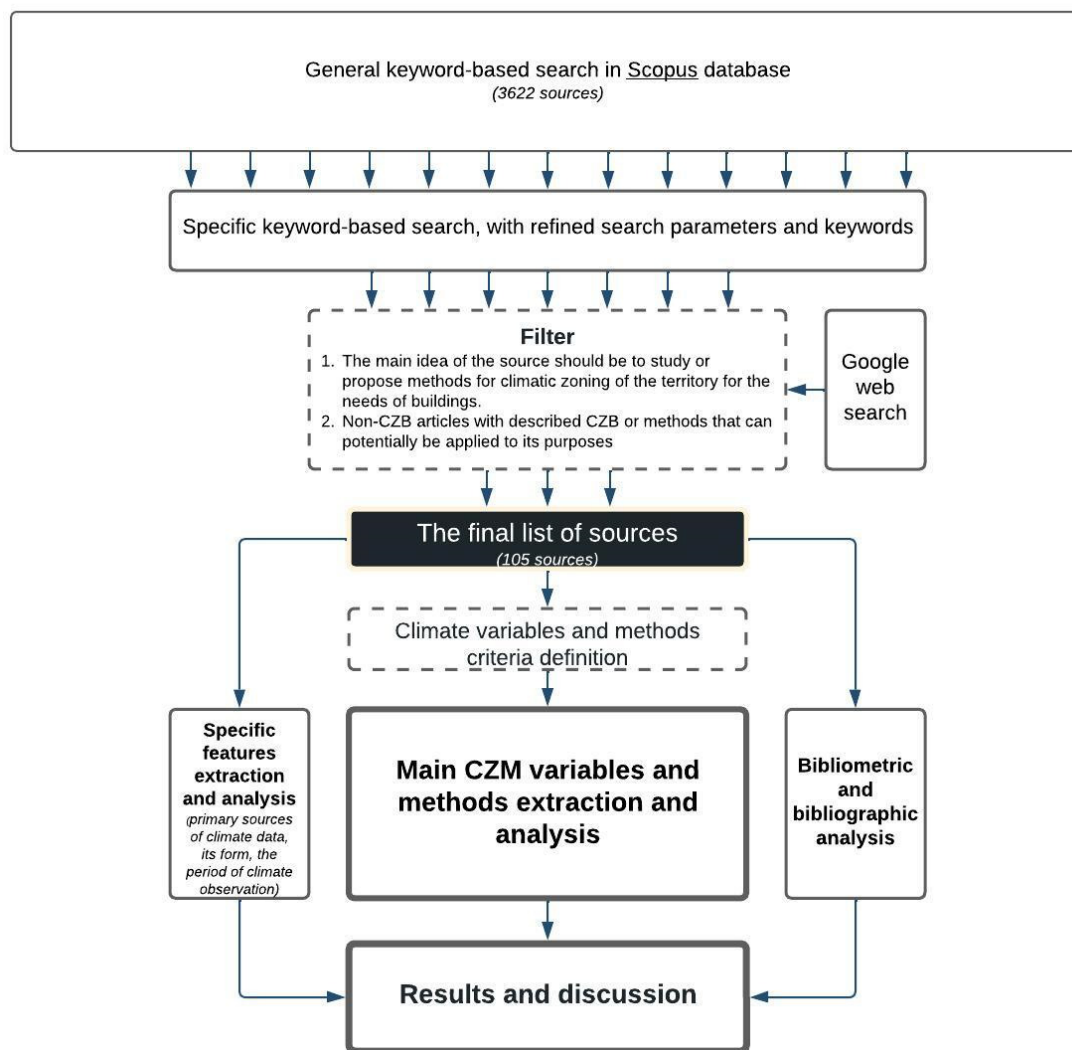 General keyword-based search in Scopus database
(3622 sources)
Specific keyword-based search, with refined search parameters and keywords
Filter
1. The main idea of the source should be to study or
propose methods for climatic zoning of the territory for the
needs of buildings.
2. Non-CZB articles with described CZB or methods that can
potentially be applied to its purposes
Google
web
search
The final list of sources
(105 sources)
Climate variables and methods
criteria definition
Specific
features
extraction
and analysis
(primary sources
of climate data,
its form, the
period of climate
observation)
Main CZM variables and
methods extraction and
analysis
Bibliometric
and
bibliographic
analysis
Results and discussion